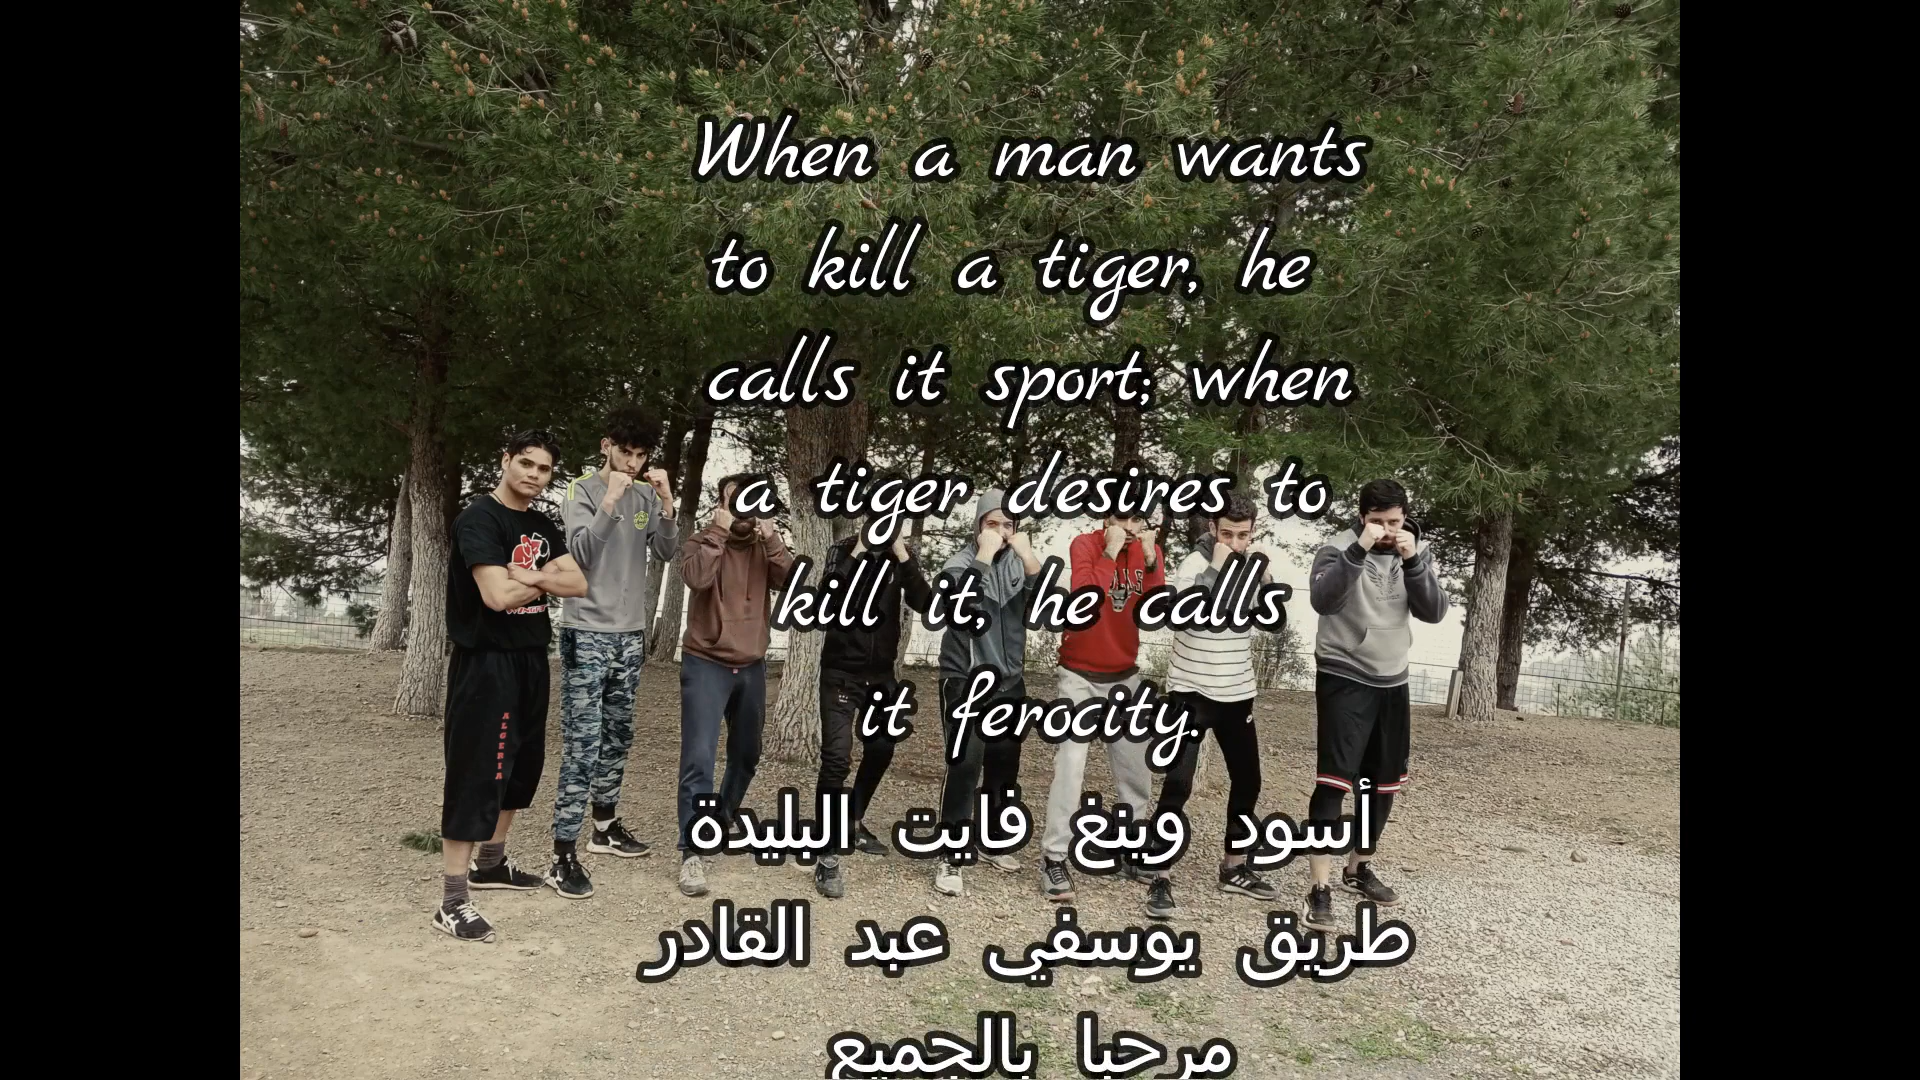 When a man wants
to kill a tiger, he
calls it sport; when
a tiger desires to
kill it, he calls
it ferocity.
أسود وينغ فايت البليدة
طريق يوسفي عبد القادر
مرحبا بالجميع
ALGERIA